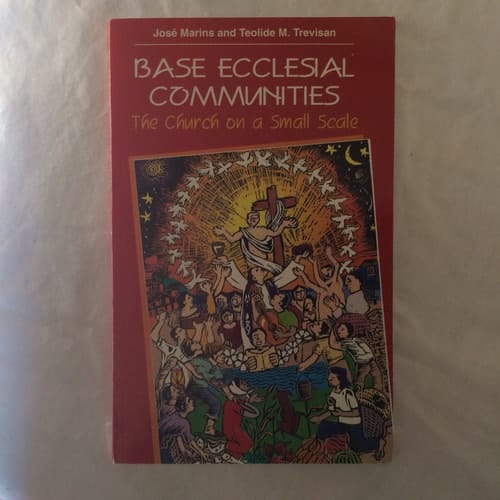 José Marins and Teolide M. Trevisan
BASE ECCLESIAL
COMMUNITIES
The Church on a Small Scale